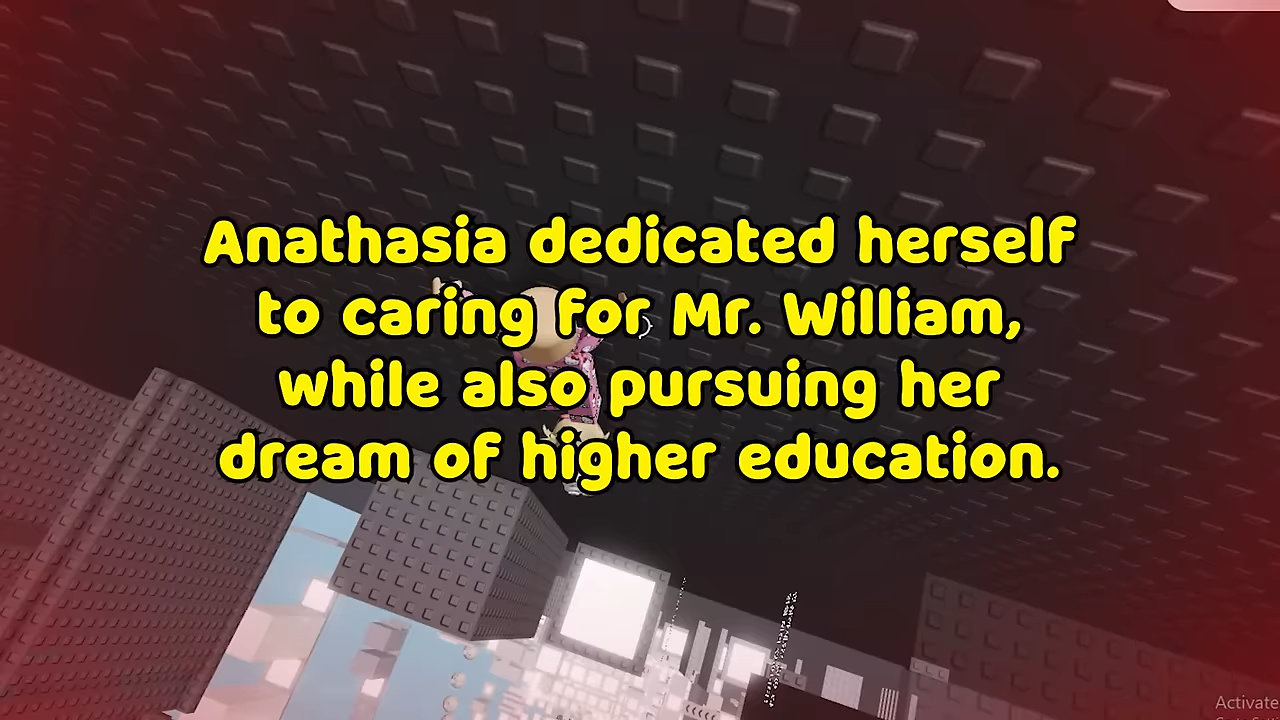 Anathasia dedicated herself
to caring for Mr. William,
while also pursuing her
dream of higher education.
Activate